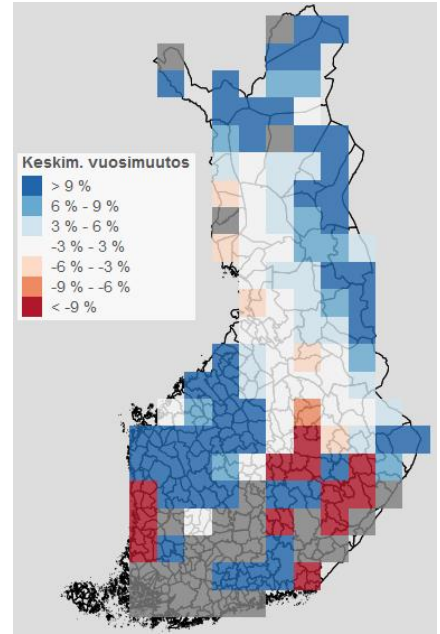 Keskim. vuosimuutos
> 9 %
6 % - 9 %
3 % - 6 %
-3 % - 3 %
-6 % - -3 %
-9 % - -6 %
< -9 %